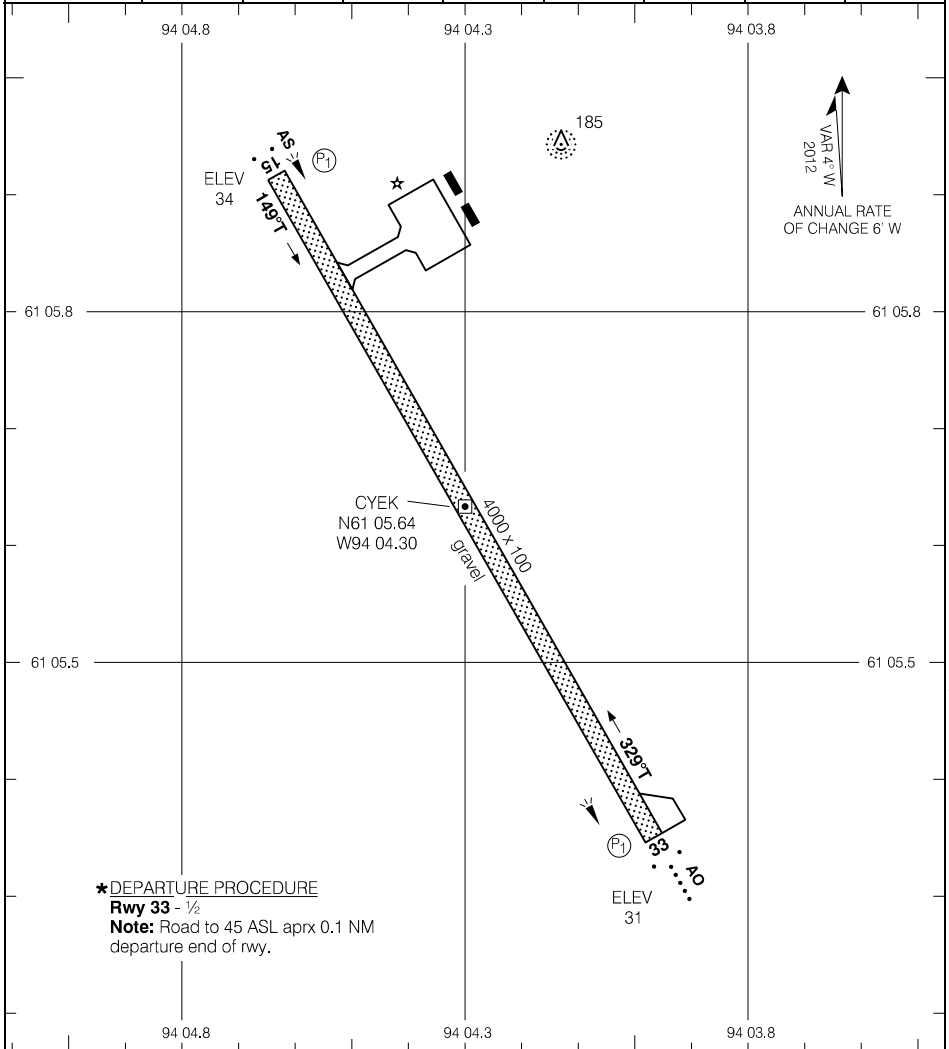 94 04.8
94 04.3
93 03.8
185
VAR 4° W
2012
ANNUAL RATE
OF CHANGE 6' W
AS
15
P1
ELEV
34
149°T
61 05.8
61 05.8
CYEK
N61 05.64
W94 04.30
4000 x 100
gravel
61 05.5
61 05.5
329°T
P1
33
AO
ELEV
31
*DEPARTURE PROCEDURE
Rwy 33 - ½
Note: Road to 45 ASL aprx 0.1 NM
departure end of rwy.
94 04.8
94 04.3
94 03.8